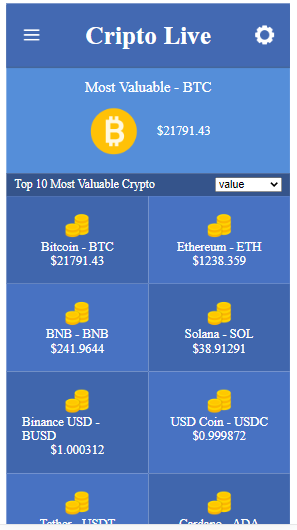 Cripto Live
Most Valuable - BTC
$21791.43
Top 10 Most Valuable Crypto
value
Bitcoin - BTC
$21791.43
Ethereum - ETH
$1238.359
BNB - BNB
$241.9644
Solana - SOL
$38.91291
Binance USD -
BUSD
$1.000312
USD Coin - USDC
$0.999872
Tether - USDT
Cardano - ADA